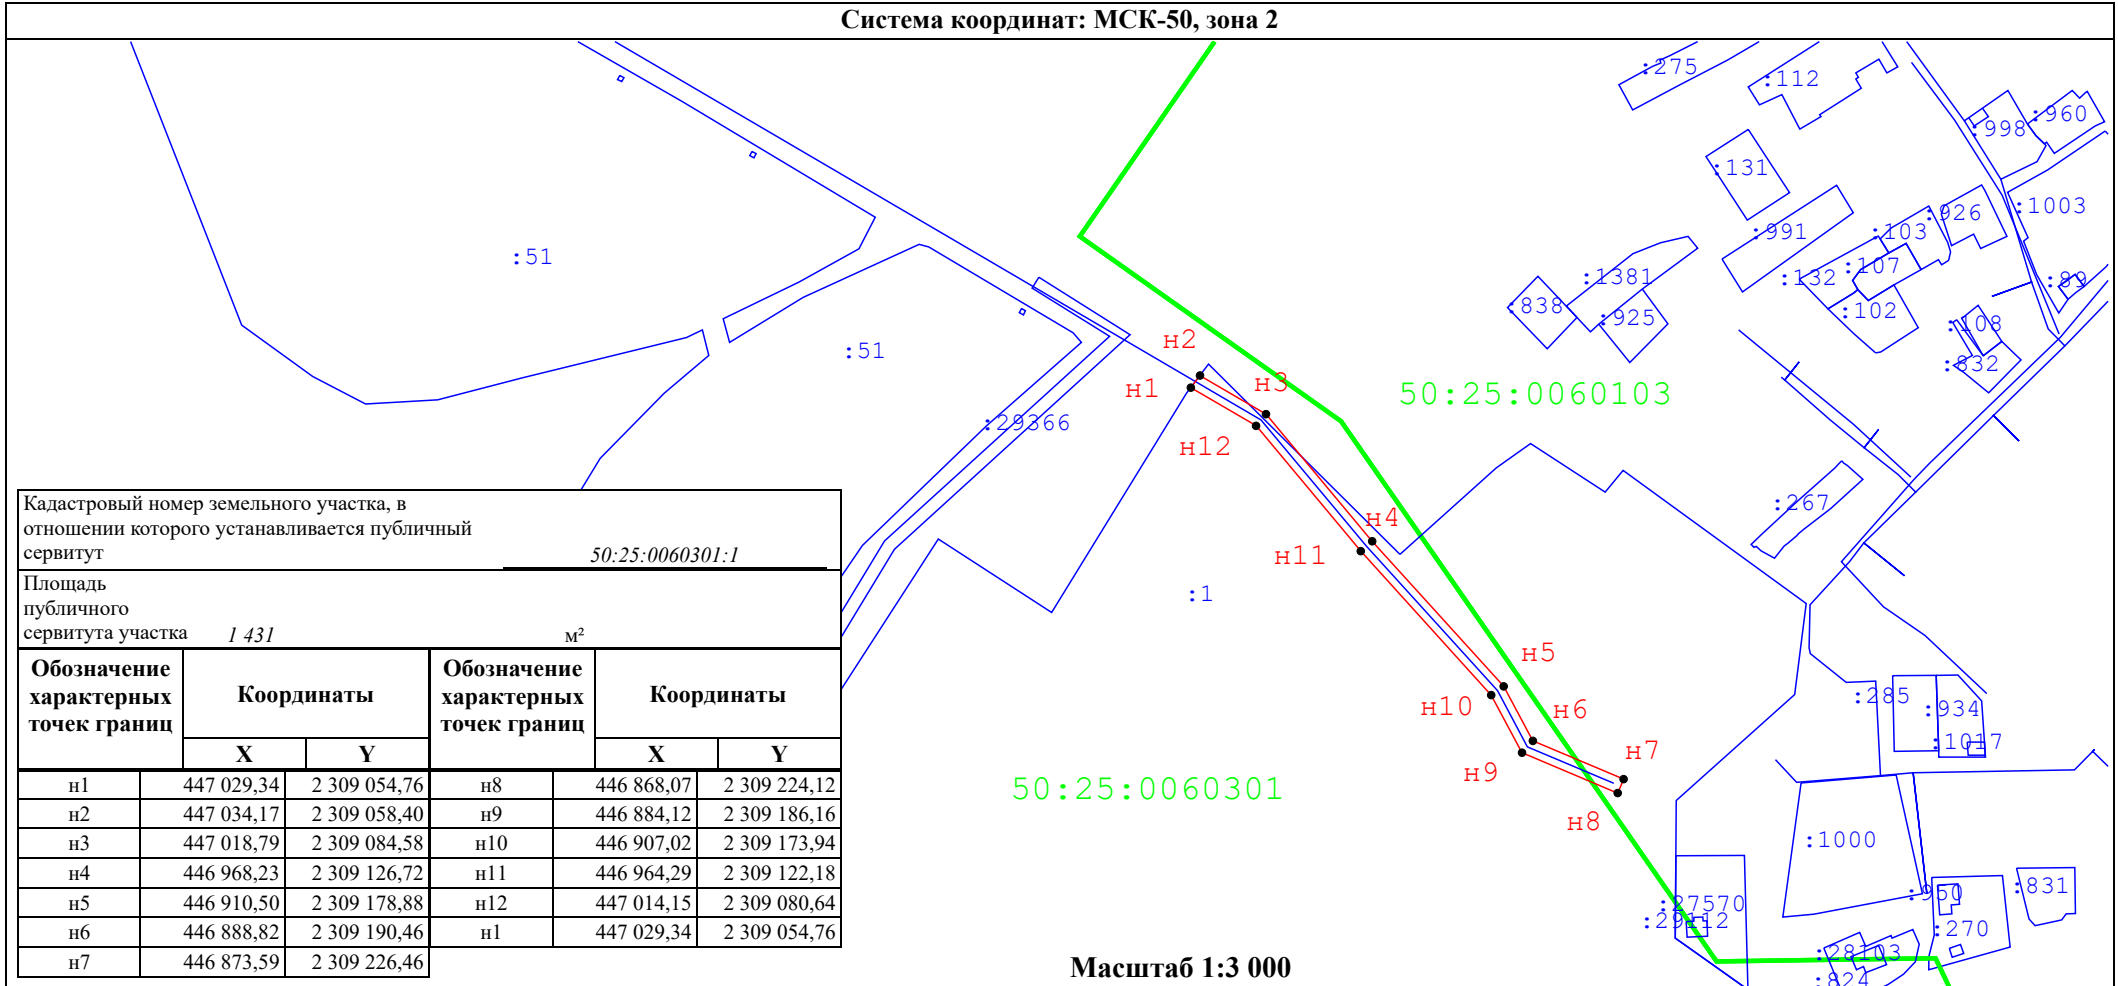 Система координат: МСК-50, зона 2
:275
:112
:998
:960
:131
:1003
:926
:991
:103
:51
:107
:132
:1381
:89
:838
:102
:925
:108
н2
:51
:832
н1
н3
50:25:0060103
:29366
н12
:267
н4
н11
:1
н5
:285
н10
н6
:934
:1017
н7
н9
50:25:0060301
н8
:1000
:831
:950
:27570
:29112
:270
:28103
:824
Кадастровый номер земельного участка, в
отношении которого устанавливается публичный
сервитут 50:25:0060301:1
Площадь
публичного
сервитута участка 1 431 м²
Обозначение характерных точек границ Координаты Обозначение характерных точек границ Координаты
X Y X Y
н1 447 029,34 2 309 054,76 н8 446 868,07 2 309 224,12
н2 447 034,17 2 309 058,40 н9 446 884,12 2 309 186,16
н3 447 018,79 2 309 084,58 н10 446 907,02 2 309 173,94
н4 446 968,23 2 309 126,72 н11 446 964,29 2 309 122,18
н5 446 910,50 2 309 178,88 н12 447 014,15 2 309 080,64
н6 446 888,82 2 309 190,46 н1 447 029,34 2 309 054,76
н7 446 873,59 2 309 226,46
Масштаб 1:3 000